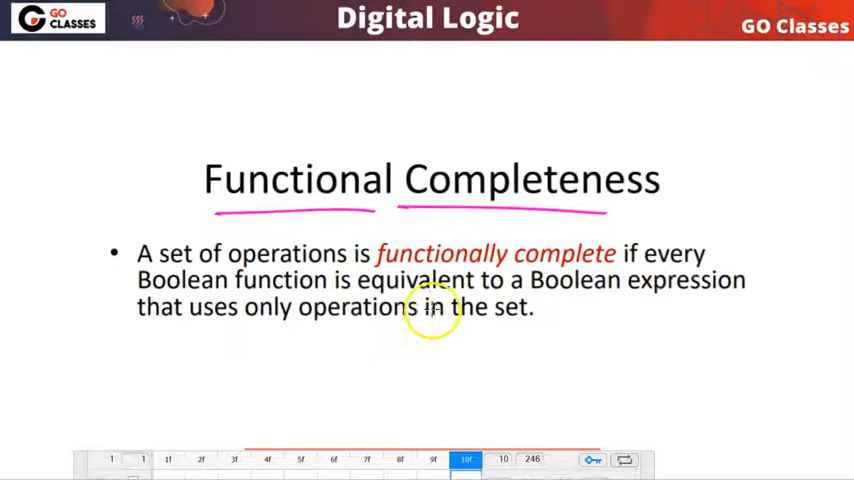 GO CLASSES
Digital Logic
GO Classes
Functional Completeness
• A set of operations is functionally complete if every
Boolean function is equivalent to a Boolean expression
that uses only operations in the set.
1 1 1f 2f 3f 4f 5f 6f 7f 8f 9f 10f 10 246